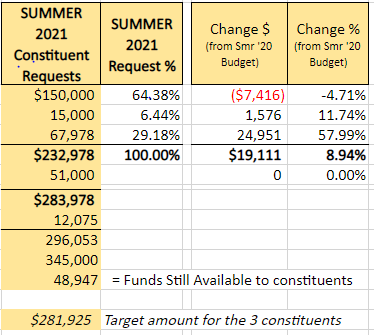 SUMMER 2021 Constituent Requests SUMMER 2021 Request % Change $ (from Smr '20 Budget) Change % (from Smr '20 Budget)
$150,000 64.38% ($7,416) -4.71%
15,000 6.44% 1,576 11.74%
67,978 29.18% 24,951 57.99%
$232,978 100.00% $19,111 8.94%
51,000 0 0.00%
$283,978
12,075
296,053
345,000
48,947 = Funds Still Available to constituents
$281,925 Target amount for the 3 constituents